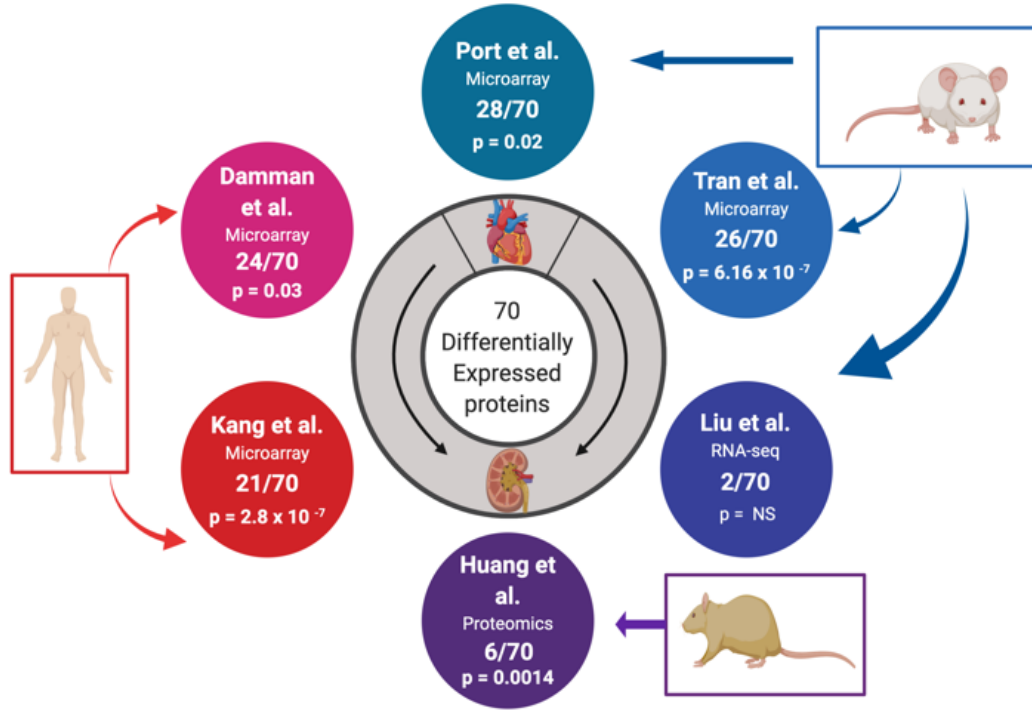 Port et al.
Microarray
28/70
p = 0.02
Damman
et al.
Microarray
24/70
p = 0.03
Tran et al.
Microarray
26/70
p = 6.16 x 10 -7
70
Differentially
Expressed
proteins
Kang et al.
Microarray
21/70
p = 2.8 x 10 -7
Liu et al.
RNA-seq
2/70
p = NS
Huang et
al.
Proteomics
6/70
p = 0.0014